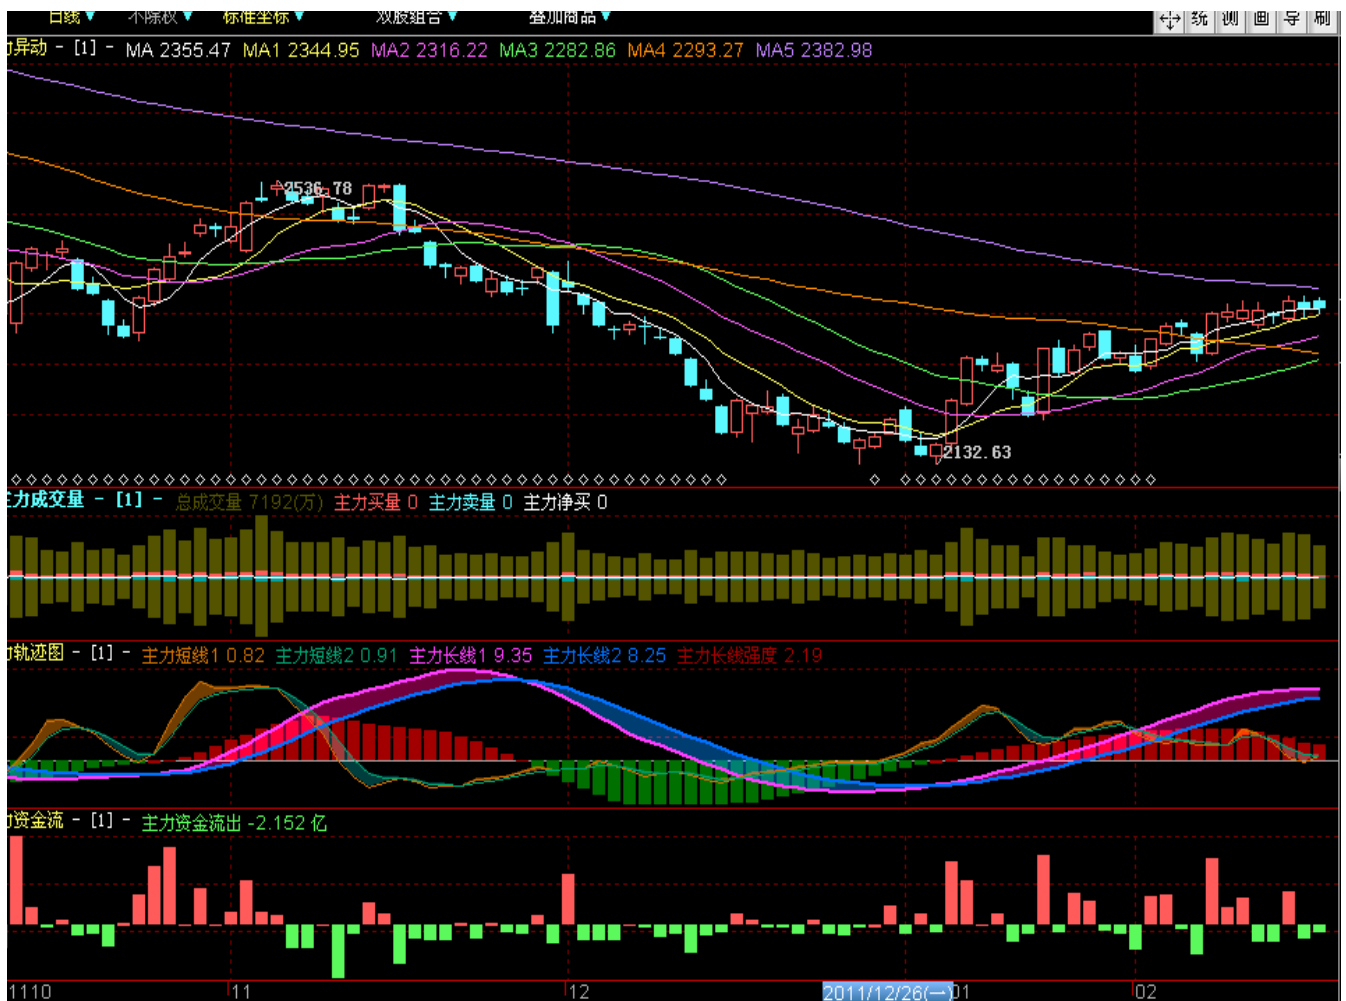 日线 不除权 标准坐标 双股组合 叠加商品 统 测 画 导 刷
异动 - [1] - MA 2355.47 MA1 2344.95 MA2 2316.22 MA3 2282.86 MA4 2293.27 MA5 2382.98
2536.78
2132.63
主力成交量 - [1] - 总成交量 7192(万) 主力买量 0 主力卖量 0 主力净买 0
力轨迹图 - [1] - 主力短线1 0.82 主力短线2 0.91 主力长线1 9.35 主力长线2 8.25 主力长线强度 2.19
力资金流 - [1] - 主力资金流出 -2.152 亿
1110 11 12 2011/12/26(一) 01 02